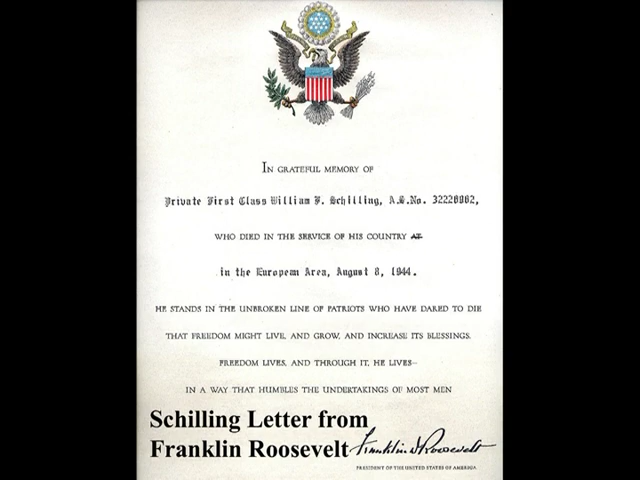 IN GRATEFUL MEMORY OF
Private First Class William F. Schilling, A.S.No. 32220862,
WHO DIED IN THE SERVICE OF HIS COUNTRY AT
in the European Area, August 8, 1944.
HE STANDS IN THE UNBROKEN LINE OF PATRIOTS WHO HAVE DARED TO DIE
THAT FREEDOM MIGHT LIVE, AND GROW, AND INCREASE ITS BLESSINGS.
FREEDOM LIVES, AND THROUGH IT, HE LIVES—
IN A WAY THAT HUMBLES THE UNDERTAKINGS OF MOST MEN
Schilling Letter from
Franklin Roosevelt Franklin D Roosevelt
PRESIDENT OF THE UNITED STATES OF AMERICA